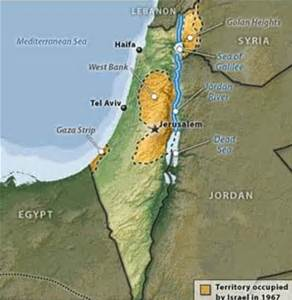 LEBANON
Golan Heights
Mediterranean Sea
Haifa
SYRIA
West Bank
Sea of
Galilee
Jordan
River
Tel Aviv
Gaza Strip
Jerusalem
Dead
Sea
JORDAN
EGYPT
Territory occupied
by Israel in 1967